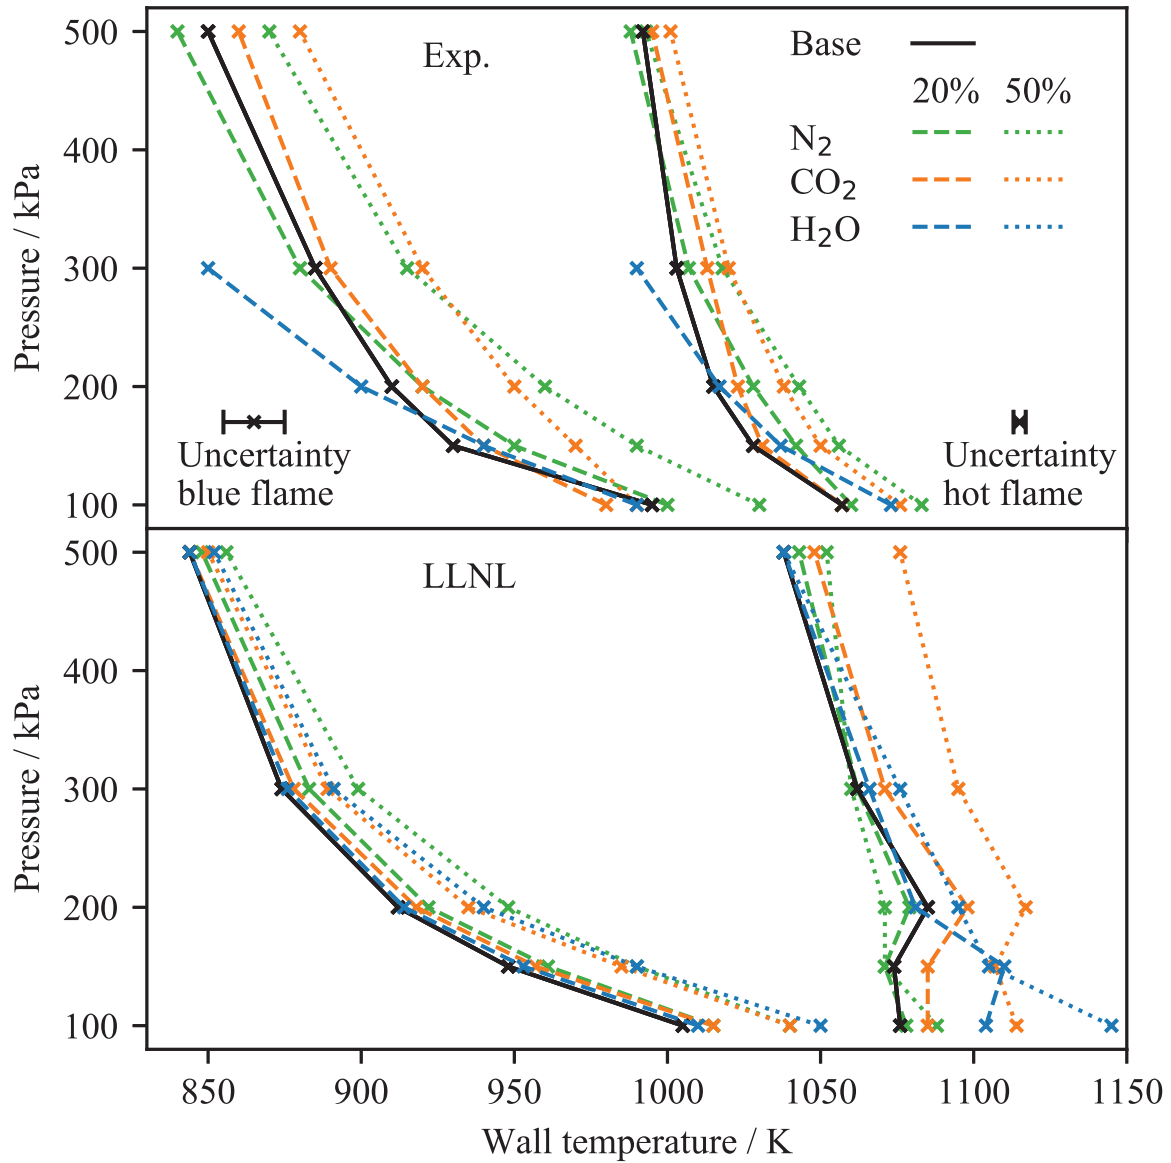 500
400
300
200
100
Pressure / kPa
Exp.
Base
20% 50%
N₂
CO₂
H₂O
Uncertainty
blue flame
Uncertainty
hot flame
500
400
300
200
100
Pressure / kPa
LLNL
850 900 950 1000 1050 1100 1150
Wall temperature / K